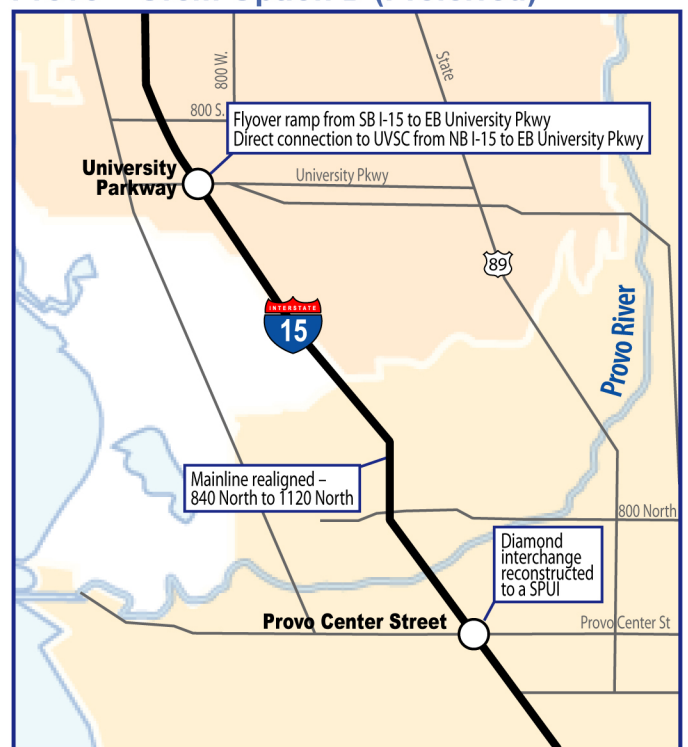 800 W.
State
800 S.
Flyover ramp from SB I-15 to EB University Pkwy
Direct connection to UVSC from NB I-15 to EB University Pkwy
University
Parkway
University Pkwy
89
INTERSTATE
15
Provo River
Mainline realigned –
840 North to 1120 North
800 North
Diamond
interchange
reconstructed
to a SPUI
Provo Center Street
Provo Center St